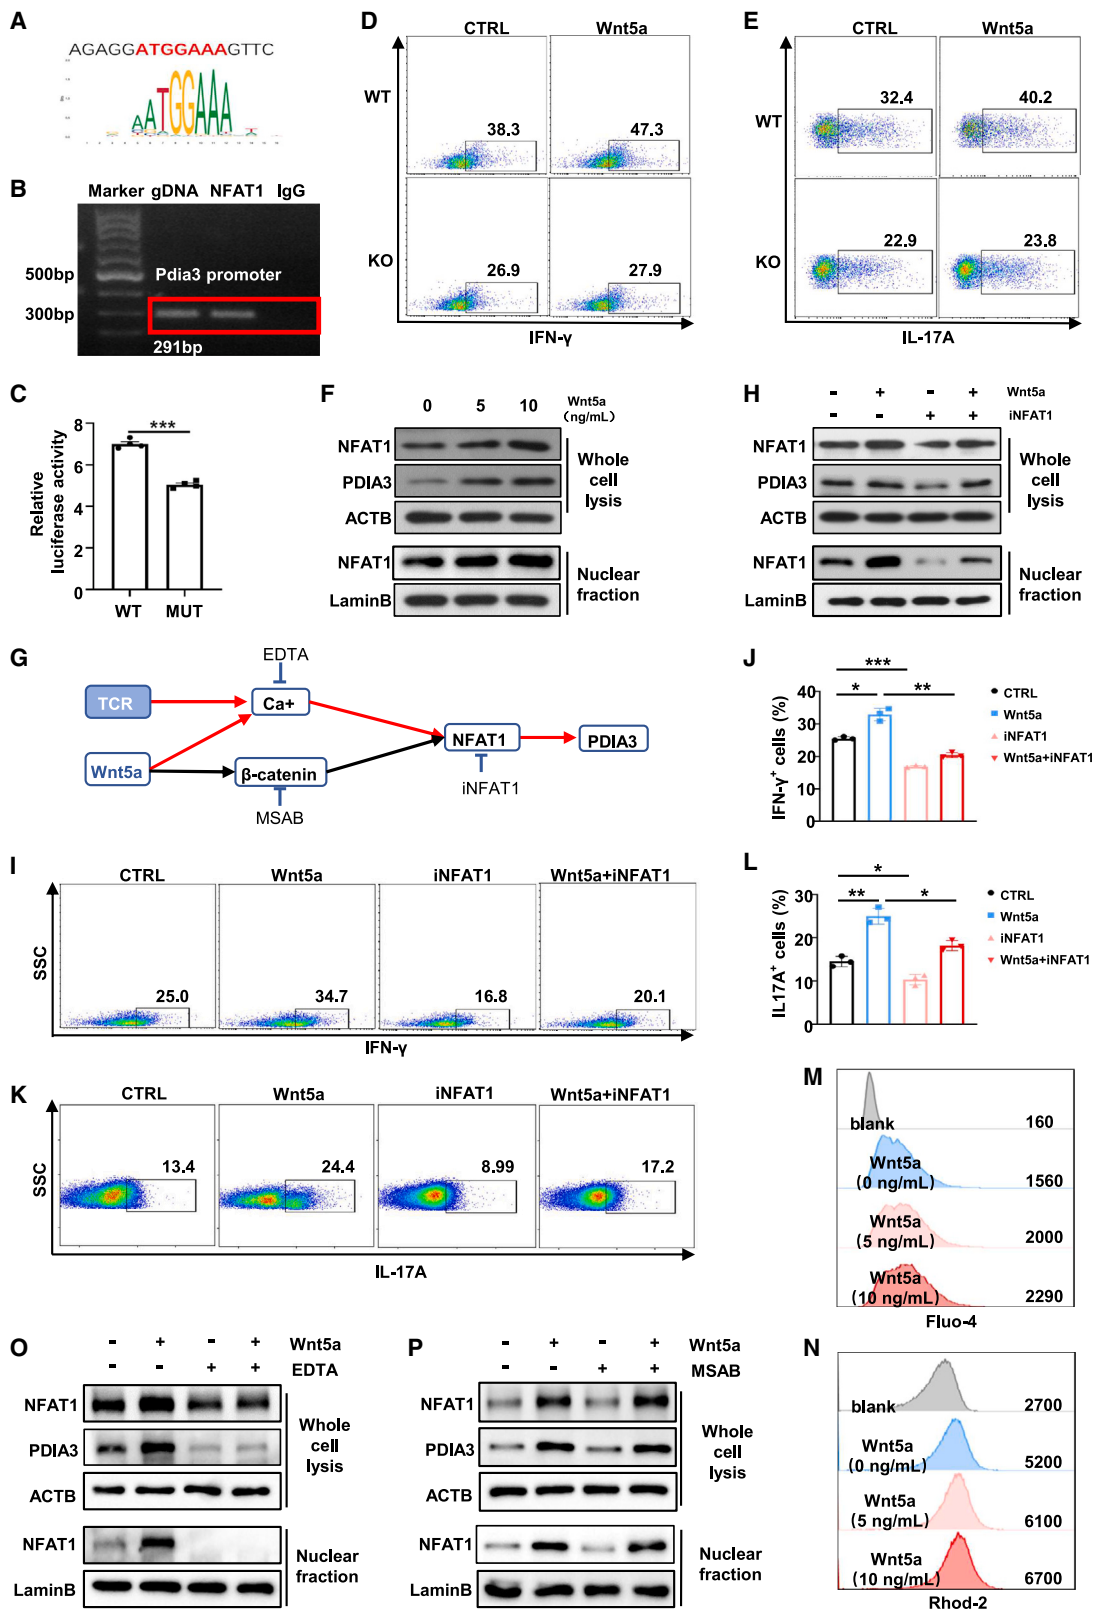 A
AGAGGATGGAAAGTTC
AATGGAAA
B
Marker gDNA NFAT1 IgG
500bp
Pdia3 promoter
300bp
291bp
C
***
Relative
luciferase activity
8
6
4
2
0
WT MUT
D
CTRL Wnt5a
WT
38.3 47.3
KO
26.9 27.9
IFN-γ
E
CTRL Wnt5a
WT
32.4 40.2
KO
22.9 23.8
IL-17A
F
0 5 10 Wnt5a
(ng/mL)
NFAT1
PDIA3
ACTB
Whole
cell
lysis
NFAT1
LaminB
Nuclear
fraction
H
- + - + Wnt5a
- - + + iNFAT1
NFAT1
PDIA3
ACTB
Whole
cell
lysis
NFAT1
LaminB
Nuclear
fraction
G
EDTA
TCR
Ca+
NFAT1
PDIA3
Wnt5a
β-catenin
iNFAT1
MSAB
J
IFN-γ+ cells (%)
40
30
20
10
0
***
* **
CTRL
Wnt5a
iNFAT1
Wnt5a+iNFAT1
I
CTRL Wnt5a iNFAT1 Wnt5a+iNFAT1
SSC
25.0 34.7 16.8 20.1
IFN-γ
L
IL17A+ cells (%)
30
20
10
0
*
** *
CTRL
Wnt5a
iNFAT1
Wnt5a+iNFAT1
K
CTRL Wnt5a iNFAT1 Wnt5a+iNFAT1
SSC
13.4 24.4 8.99 17.2
IL-17A
M
blank 160
Wnt5a
(0 ng/mL) 1560
Wnt5a
(5 ng/mL) 2000
Wnt5a
(10 ng/mL) 2290
Fluo-4
O
- + - + Wnt5a
- - + + EDTA
NFAT1
PDIA3
ACTB
Whole
cell
lysis
NFAT1
LaminB
Nuclear
fraction
P
- + - + Wnt5a
- - + + MSAB
NFAT1
PDIA3
ACTB
Whole
cell
lysis
NFAT1
LaminB
Nuclear
fraction
N
blank 2700
Wnt5a
(0 ng/mL) 5200
Wnt5a
(5 ng/mL) 6100
Wnt5a
(10 ng/mL) 6700
Rhod-2